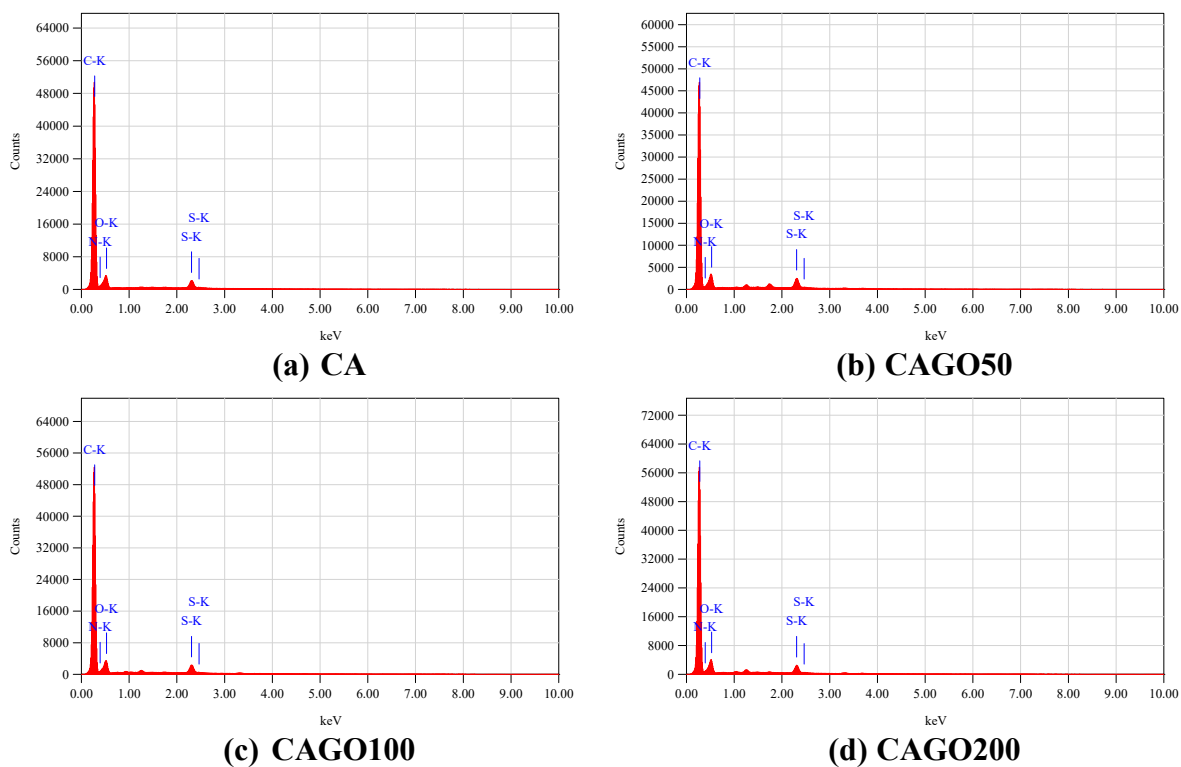 64000
56000
48000
40000
32000
24000
16000
8000
0
Counts
C-K
O-K
N-K
S-K
S-K
0.00 1.00 2.00 3.00 4.00 5.00 6.00 7.00 8.00 9.00 10.00
keV
(a) CA
60000
55000
50000
45000
40000
35000
30000
25000
20000
15000
10000
5000
0
Counts
C-K
O-K
N-K
S-K
S-K
0.00 1.00 2.00 3.00 4.00 5.00 6.00 7.00 8.00 9.00 10.00
keV
(b) CAGO50
64000
56000
48000
40000
32000
24000
16000
8000
0
Counts
C-K
O-K
N-K
S-K
S-K
0.00 1.00 2.00 3.00 4.00 5.00 6.00 7.00 8.00 9.00 10.00
keV
(c) CAGO100
72000
64000
56000
48000
40000
32000
24000
16000
8000
0
Counts
C-K
O-K
N-K
S-K
S-K
0.00 1.00 2.00 3.00 4.00 5.00 6.00 7.00 8.00 9.00 10.00
keV
(d) CAGO200